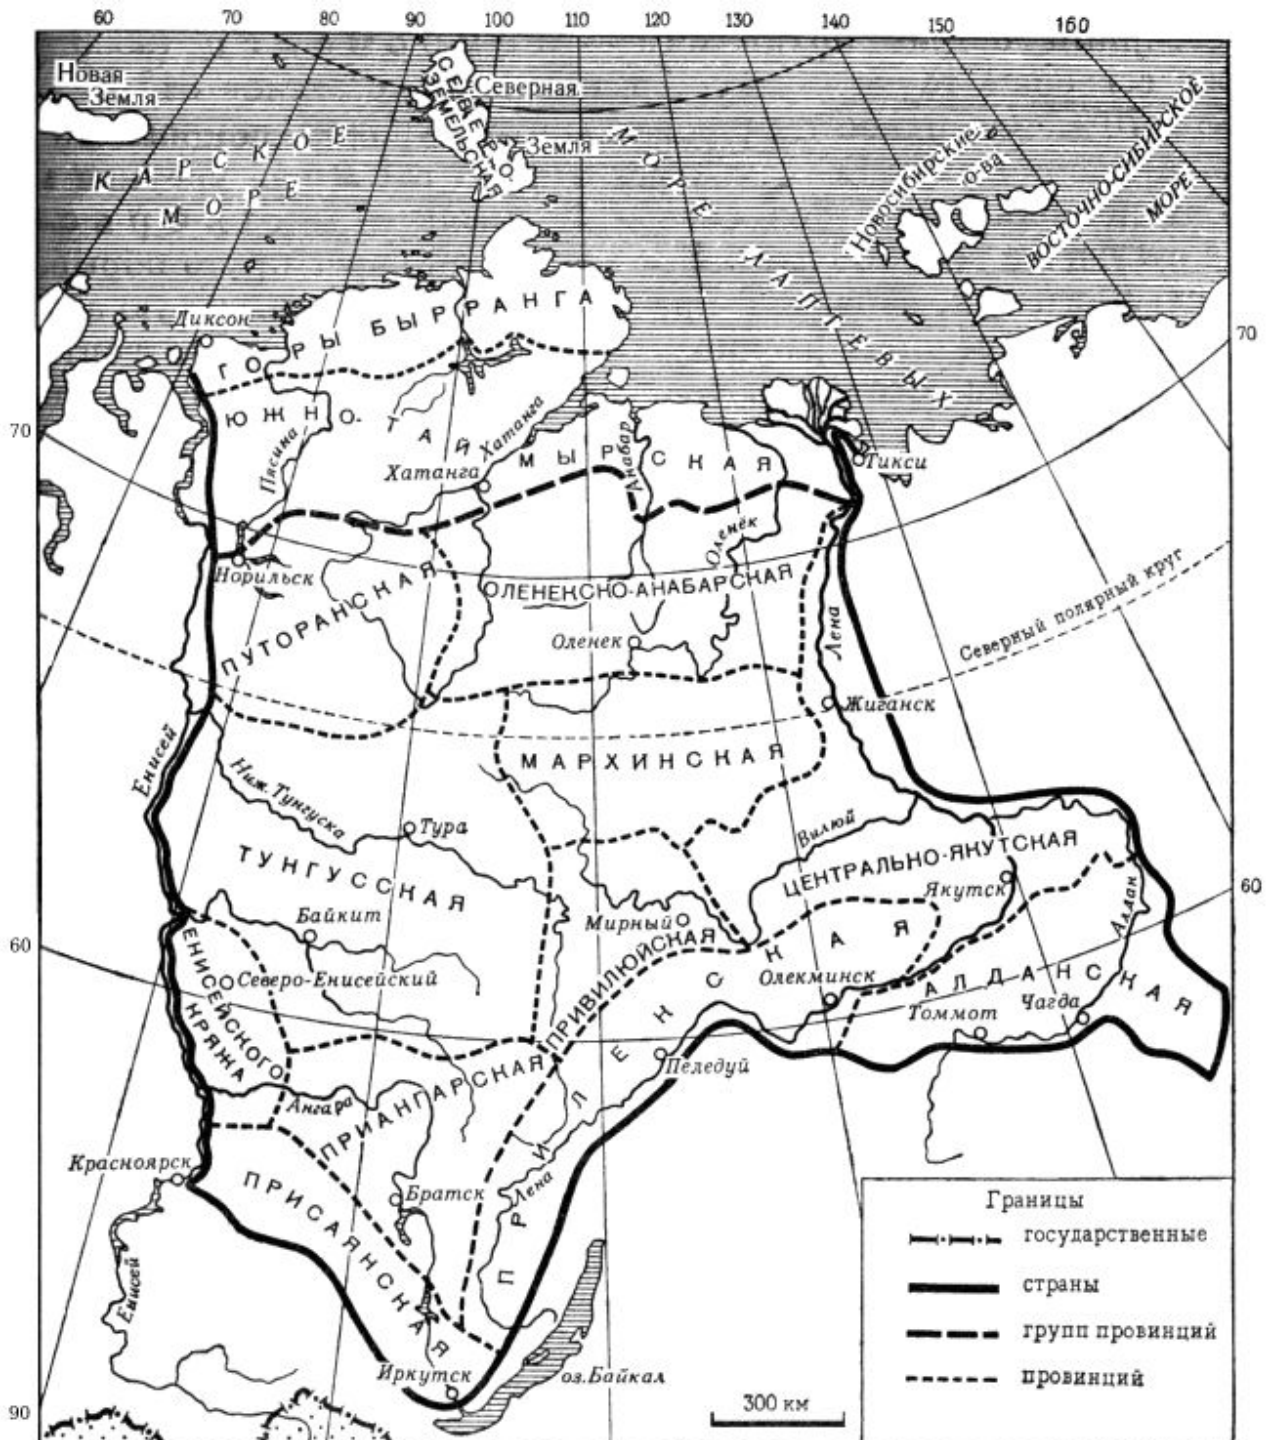 60 70 80 90 100 110 120 130 140 150 160
Новая
Земля
СЕВЕРО-
ЗЕМЕЛЬСКАЯ
Северная
Земля
КАРСКОЕ
МОРЕ
МОРЕ
ЛАПТЕВЫХ
Новосибирские
о-ва
ВОСТОЧНО-СИБИРСКОЕ
МОРЕ
Диксон
ГОРЫ БЫРРАНГА
70
70
ЮЖНО-ТАЙМЫРСКАЯ
Пясина
Хатанга
Хатанга
Анабар
Тикси
Норильск
ПУТОРАНСКАЯ
ОЛЕНЕКСКО-АНАБАРСКАЯ
Оленёк
Оленек
Лена
Северный полярный круг
Жиганск
Енисей
МАРХИНСКАЯ
Ниж. Тунгуска
Тура
Вилюй
ТУНГУССКАЯ
ЦЕНТРАЛЬНО-ЯКУТСКАЯ
Якутск
60
Алдан
Байкит
Мирный
60
ЕНИСЕЙСКОГО
КРЯЖА
Северо-Енисейский
ПРИВИЛЮЙСКАЯ
Олекминск
АЛДАНСКАЯ
Томмот
Чагда
ПРИЛЕНСКАЯ
Пеледуй
Ангара
ПРИАНГАРСКАЯ
Красноярск
ПРИСАЯНСКАЯ
Братск
Лена
Енисей
Иркутск
оз.Байкал
90
Границы
государственные
страны
групп провинций
провинций
300 км